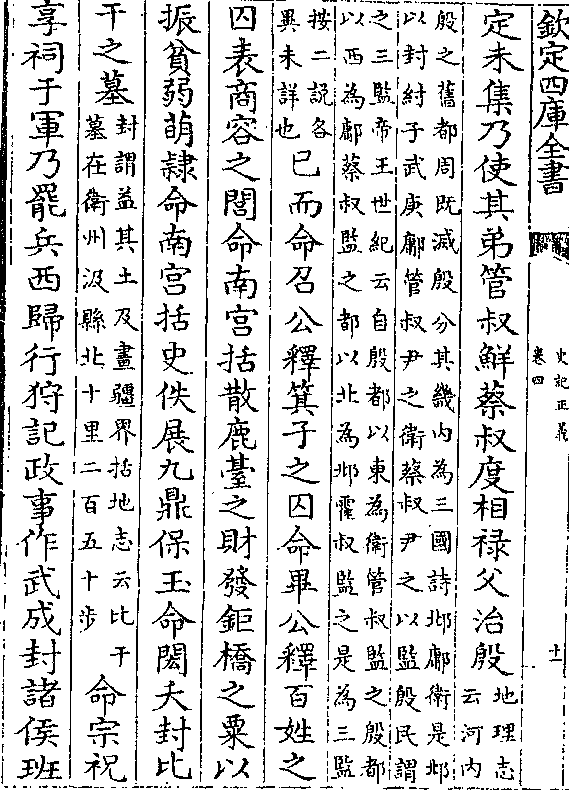 欽定四庫全書
史記正義
卷四
十一
定未集乃使其弟管叔鮮蔡叔度相禄父治殷地理志云河内
殷之舊都周既滅殷分其畿内為三國詩邶鄘衛是邶
以封紂子武庚鄘管叔尹之衛蔡叔尹之以監殷民謂
之三監帝王世紀云自殷都以東為衛管叔監之殷都
以西為鄘蔡叔監之都以北為邶霍叔監之是為三監
按二說各異未詳也已而命召公釋箕子之囚命畢公釋百姓之
囚表商容之閭命南宮括散鹿臺之財發鉅橋之粟以
振貧弱萌隷命南宮括史佚展九鼎保玉命閎夭封比
干之墓封謂益其土及畫疆界括地志云比干墓在衛州汲縣北十里二百五十步命宗祝
享祠于軍乃罷兵西歸行狩記政事作武成封諸侯班